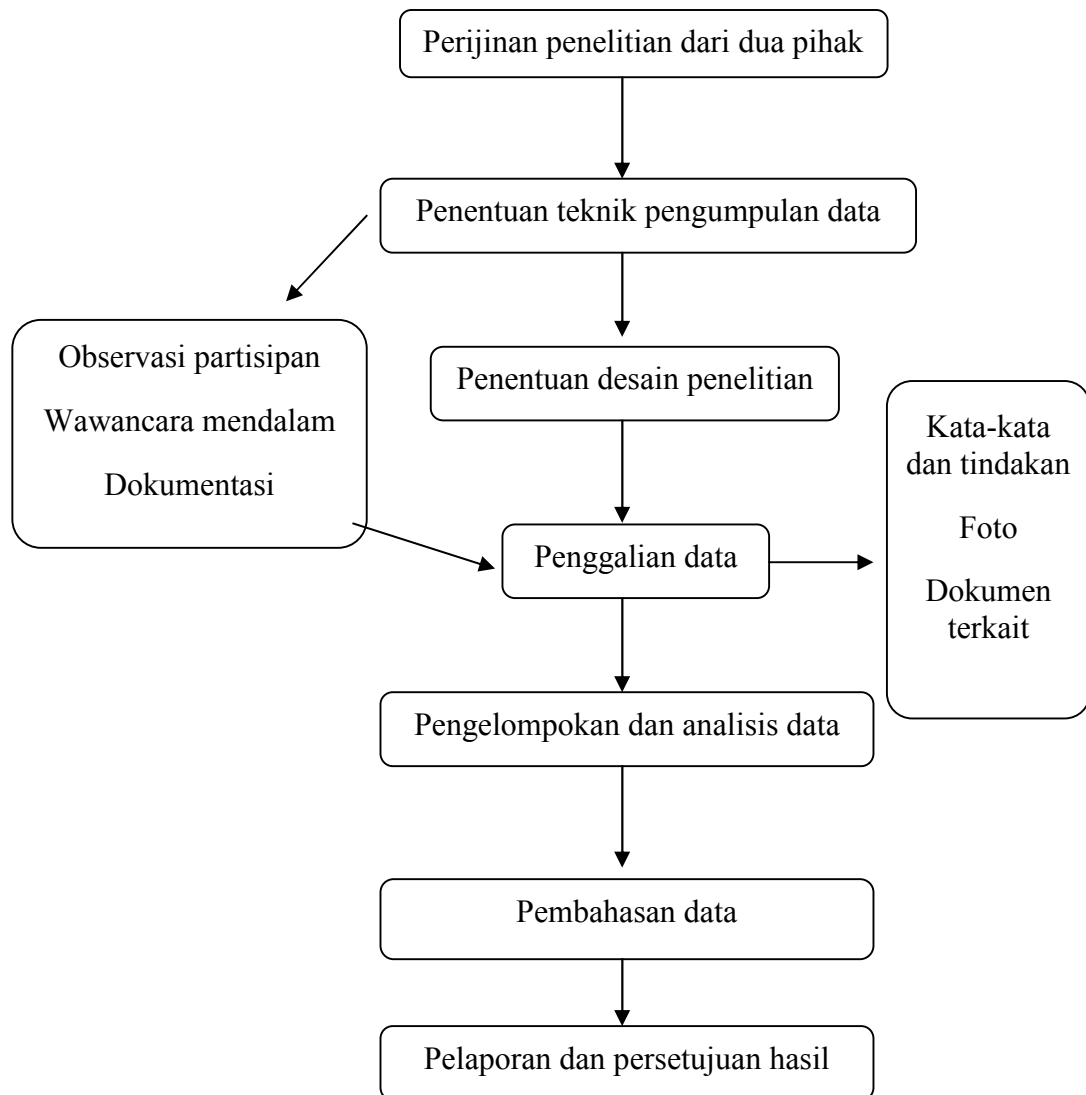 Perijinan penelitian dari dua pihak
Penentuan teknik pengumpulan data
Observasi partisipan
Wawancara mendalam
Dokumentasi
Penentuan desain penelitian
Kata-kata
dan tindakan
Foto
Dokumen
terkait
Penggalian data
Pengelompokan dan analisis data
Pembahasan data
Pelaporan dan persetujuan hasil